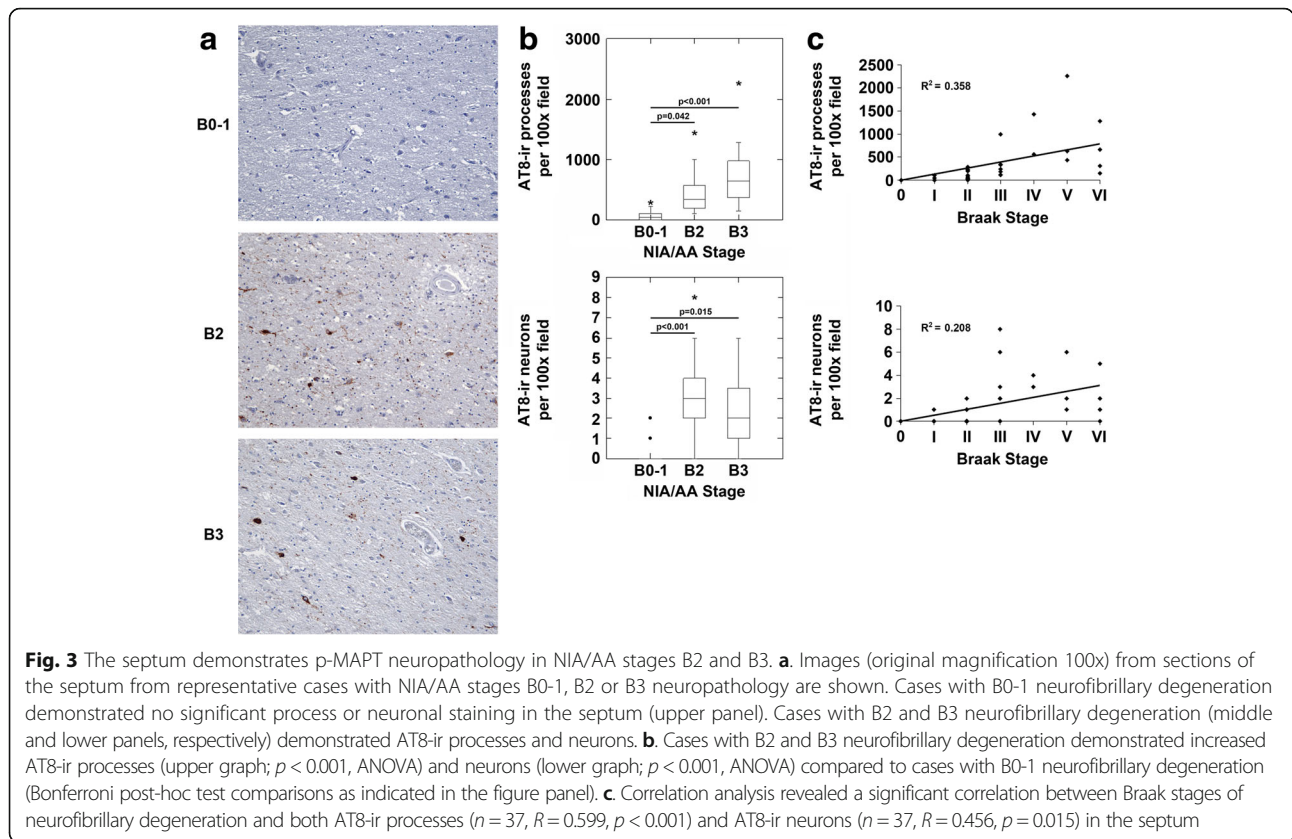 a
B0-1
B2
B3
b
AT8-ir processes
per 100x field
3000
2000
1000
0
p<0.001
p=0.042
*
*
*
B0-1 B2 B3
NIA/AA Stage
AT8-ir neurons
per 100x field
9
8
7
6
5
4
3
2
1
0
*
p=0.015
p<0.001
B0-1 B2 B3
NIA/AA Stage
c
AT8-ir processes
per 100x field
2500
2000
1500
1000
500
0
R² = 0.358
0 I II III IV V VI
Braak Stage
AT8-ir neurons
per 100x field
10
8
6
4
2
0
R² = 0.208
0 I II III IV V VI
Braak Stage
Fig. 3 The septum demonstrates p-MAPT neuropathology in NIA/AA stages B2 and B3. a. Images (original magnification 100x) from sections of
the septum from representative cases with NIA/AA stages B0-1, B2 or B3 neuropathology are shown. Cases with B0-1 neurofibrillary degeneration
demonstrated no significant process or neuronal staining in the septum (upper panel). Cases with B2 and B3 neurofibrillary degeneration (middle
and lower panels, respectively) demonstrated AT8-ir processes and neurons. b. Cases with B2 and B3 neurofibrillary degeneration demonstrated increased
AT8-ir processes (upper graph; p < 0.001, ANOVA) and neurons (lower graph; p < 0.001, ANOVA) compared to cases with B0-1 neurofibrillary degeneration
(Bonferroni post-hoc test comparisons as indicated in the figure panel). c. Correlation analysis revealed a significant correlation between Braak stages of
neurofibrillary degeneration and both AT8-ir processes (n = 37, R = 0.599, p < 0.001) and AT8-ir neurons (n = 37, R = 0.456, p = 0.015) in the septum